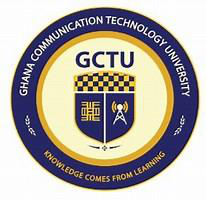 GHANA COMMUNICATION TECHNOLOGY UNIVERSITY
GCTU
KNOWLEDGE COMES FROM LEARNING